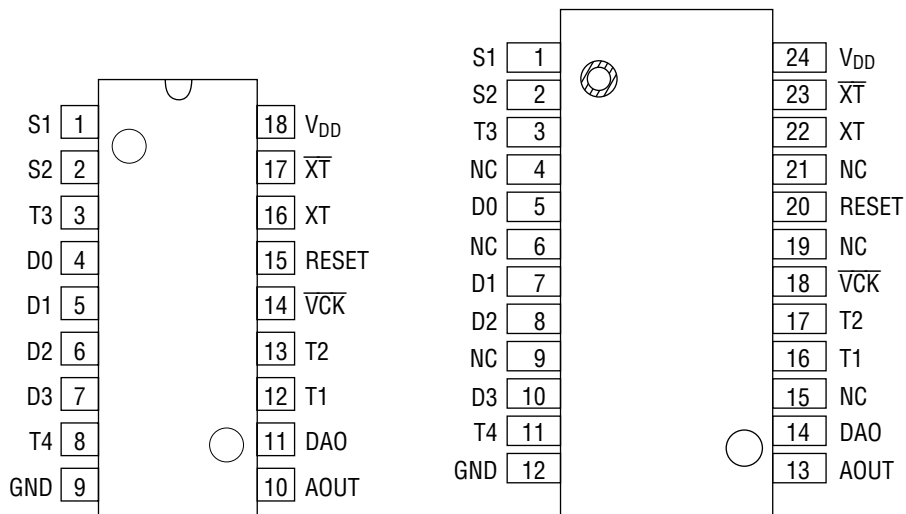 S1 1 18 VDD
S2 2 17 X̅T̅
T3 3 16 XT
D0 4 15 RESET
D1 5 14 V̅C̅K̅
D2 6 13 T2
D3 7 12 T1
T4 8 11 DAO
GND 9 10 AOUT
S1 1 24 VDD
S2 2 23 X̅T̅
T3 3 22 XT
NC 4 21 NC
D0 5 20 RESET
NC 6 19 NC
D1 7 18 V̅C̅K̅
D2 8 17 T2
NC 9 16 T1
D3 10 15 NC
T4 11 14 DAO
GND 12 13 AOUT